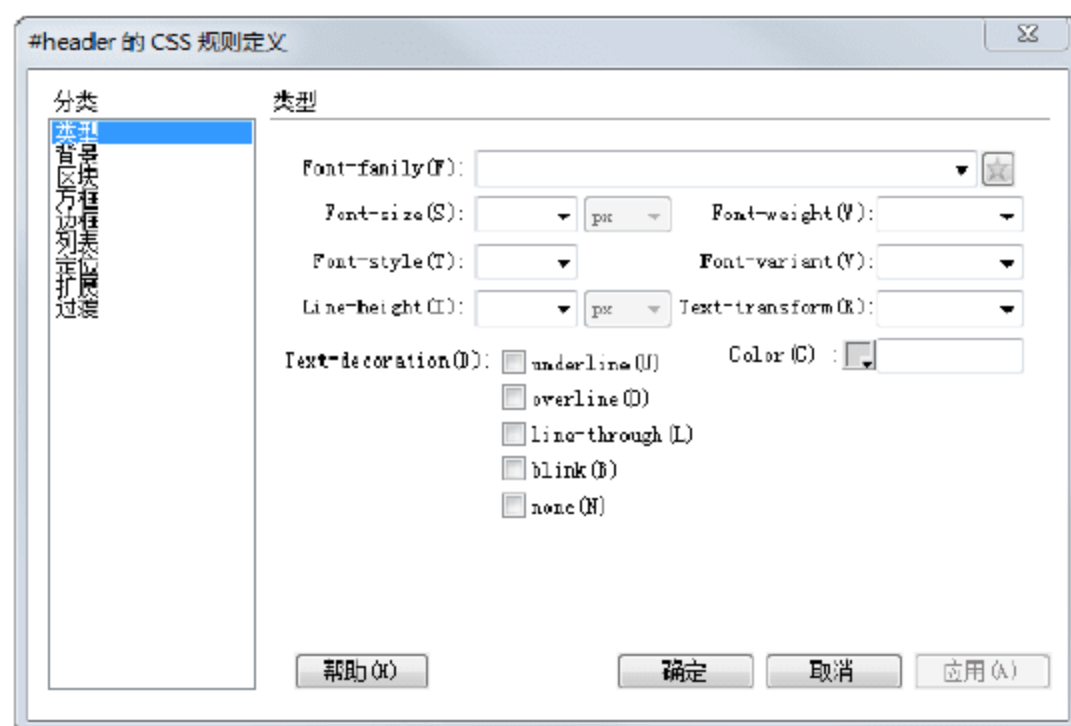 #header 的 CSS 规则定义
分类
类型
背景
区块
方框
边框
列表
定位
扩展
过渡
类型
Font-family(F):
Font-size(S):
px
Font-weight(W):
Font-style(T):
Font-variant(V):
Line-height(I):
px
Text-transform(R):
Text-decoration(D):
underline(U)
Color(C) :
overline(O)
line-through(L)
blink(B)
none(N)
帮助(H)
确定
取消
应用(A)